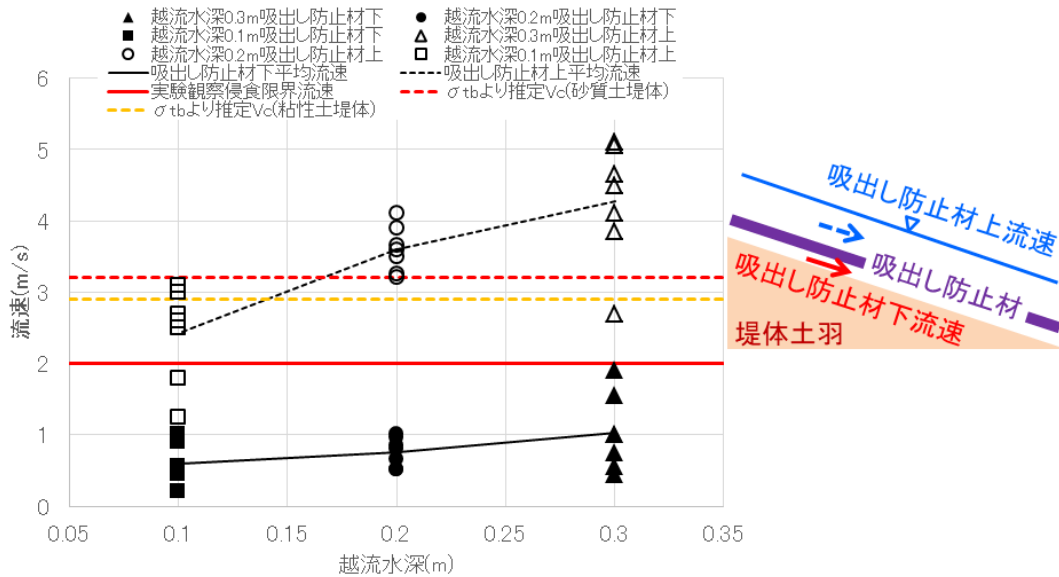 ▲ 越流水深0.3m吸出し防止材下 ● 越流水深0.2m吸出し防止材下
■ 越流水深0.1m吸出し防止材下 △ 越流水深0.3m吸出し防止材上
○ 越流水深0.2m吸出し防止材上 □ 越流水深0.1m吸出し防止材上
吸出し防止材下平均流速 吸出し防止材上平均流速
実験観察侵食限界流速 σtbより推定Vc(砂質土堤体)
σtbより推定Vc(粘性土堤体)
6
5
4
3
2
1
0
流速(m/s)
0.05 0.1 0.15 0.2 0.25 0.3 0.35
越流水深(m)
吸出し防止材上流速
吸出し防止材
吸出し防止材下流速
堤体土羽